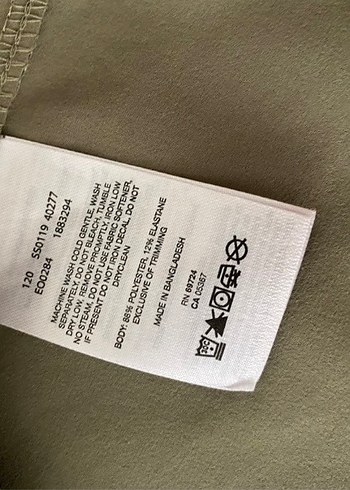 120 SS0119 40277
EO0284 1883294
MACHINE WASH COLD GENTLE, WASH
SEPARATELY, DO NOT BLEACH, TUMBLE
DRY LOW, REMOVE PROMPTLY, IRON LOW
NO STEAM, DO NOT USE FABRIC SOFTENER,
IF PRESENT DO NOT IRON DECAL, DO NOT
DRYCLEAN
BODY: 88% POLYESTER, 12% ELASTANE
EXCLUSIVE OF TRIMMING
MADE IN BANGLADESH
RN 69724
CA 05367